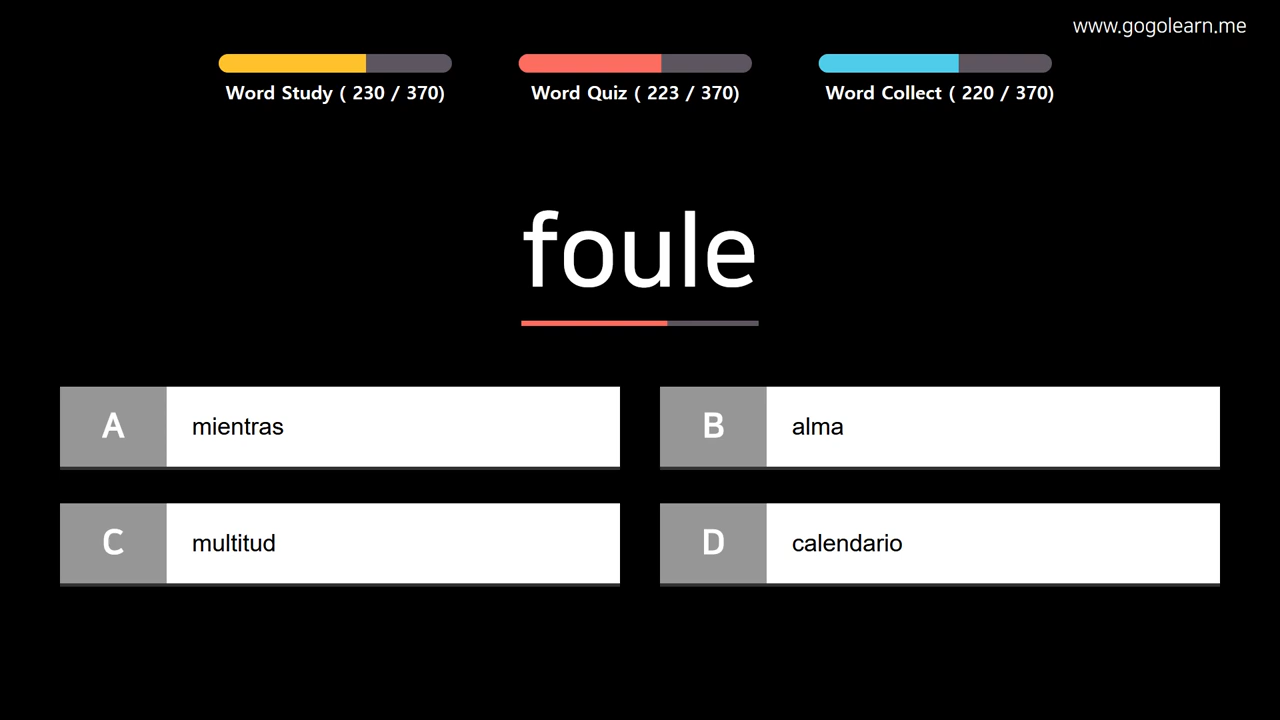 www.gogolearn.me
Word Study ( 230 / 370)
Word Quiz ( 223 / 370)
Word Collect ( 220 / 370)
foule
A mientras
B alma
C multitud
D calendario